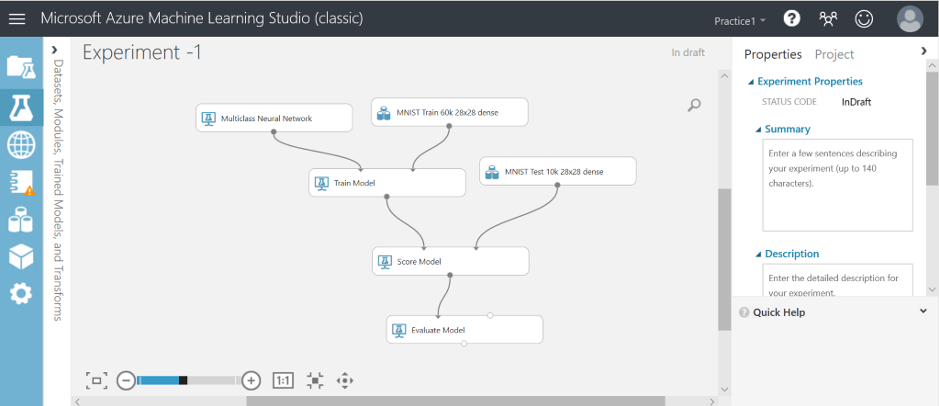 Microsoft Azure Machine Learning Studio (classic)
Practice1
?
Datasets, Modules, Trained Models, and Transforms
Experiment -1
In draft
Multiclass Neural Network
MNIST Train 60k 28x28 dense
Train Model
MNIST Test 10k 28x28 dense
Score Model
Evaluate Model
1:1
Properties
Project
Experiment Properties
STATUS CODE
InDraft
Summary
Enter a few sentences describing
your experiment (up to 140
characters).
Description
Enter the detailed description for
your experiment.
? Quick Help